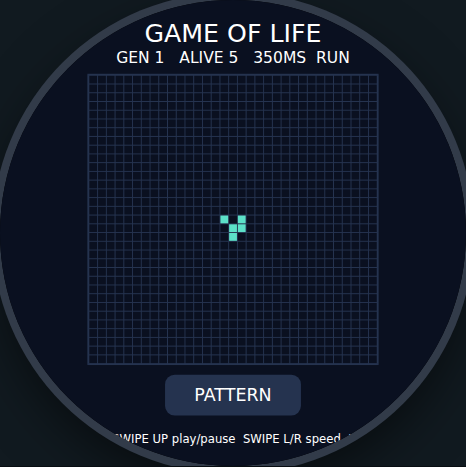 GAME OF LIFE
GEN 1 ALIVE 5 350MS RUN
PATTERN
SWIPE UP play/pause SWIPE L/R speed